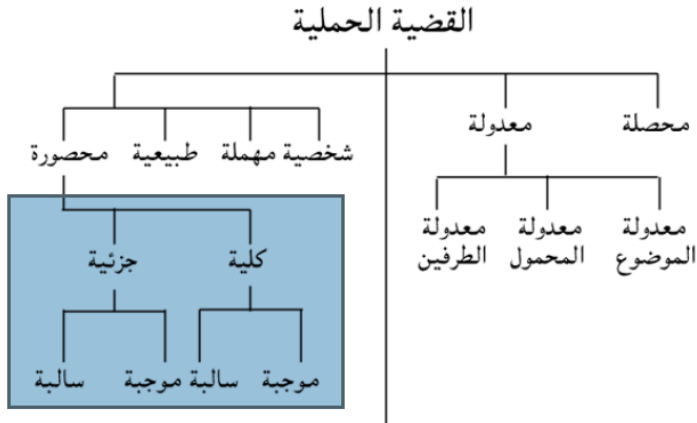 القضية الحملية
محصلة
معدولة
شخصية
مهملة
طبيعية
محصورة
معدولة
الموضوع
معدولة
المحمول
معدولة
الطرفين
كلية
جزئية
موجبة
سالبة
موجبة
سالبة